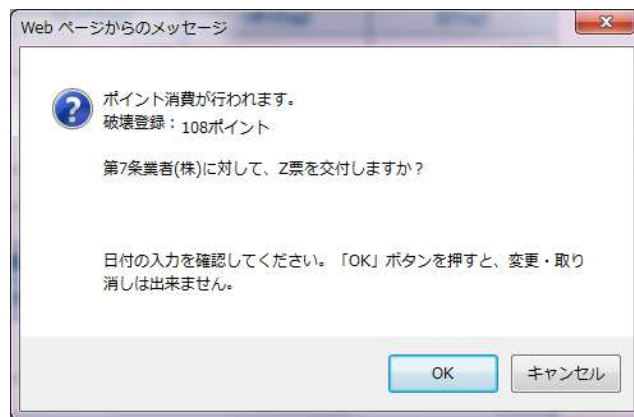 Web ページからのメッセージ
ポイント消費が行われます。
破壊登録：108ポイント
第7条業者(株)に対して、Z票を交付しますか？
日付の入力を確認してください。「OK」ボタンを押すと、変更・取り
消しは出来ません。
OK
キャンセル